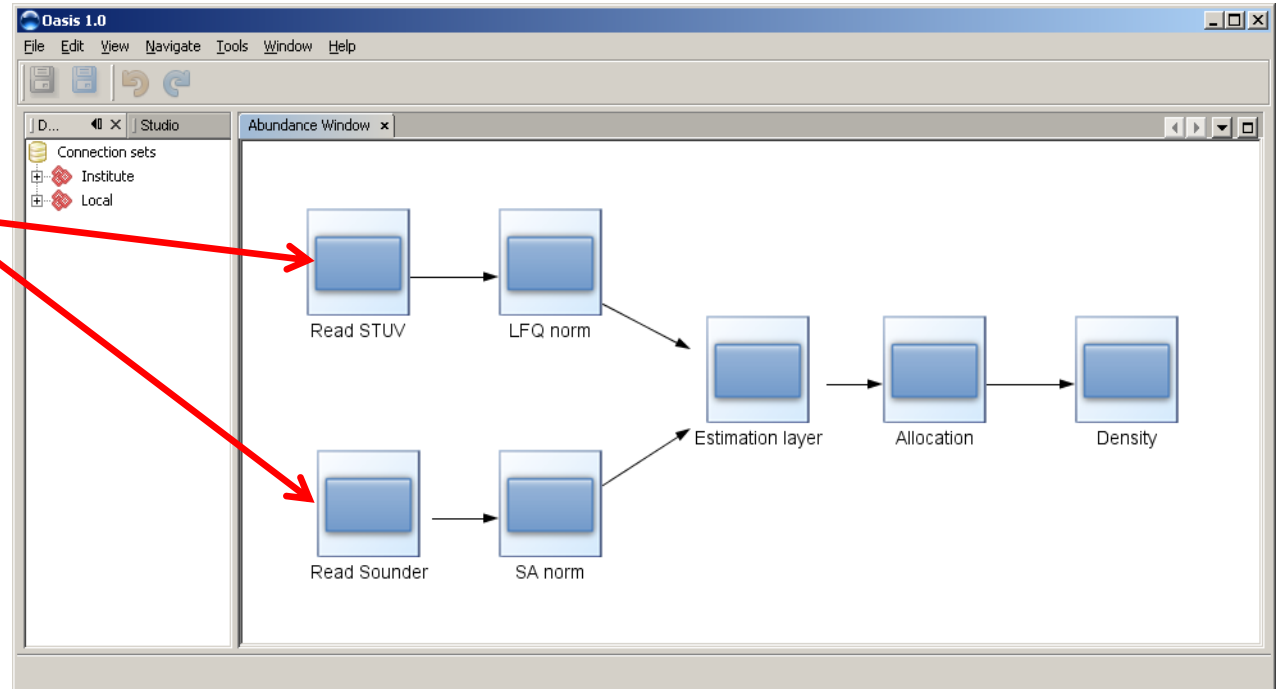 Oasis 1.0
File Edit View Navigate Tools Window Help
D... Studio
Abundance Window
Connection sets
Institute
Local
Read STUV
LFQ norm
Estimation layer
Allocation
Density
Read Sounder
SA norm